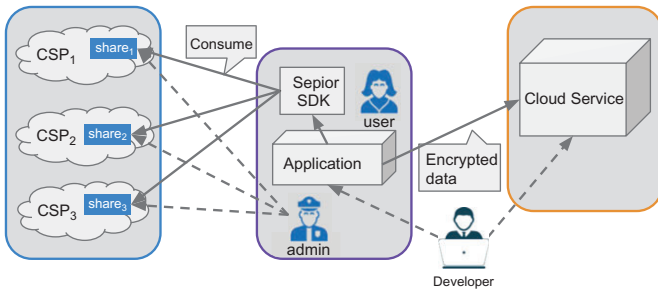 CSP1
share1
CSP2
share2
CSP3
share3
Consume
Sepior
SDK
user
Application
admin
Encrypted
data
Cloud Service
Developer